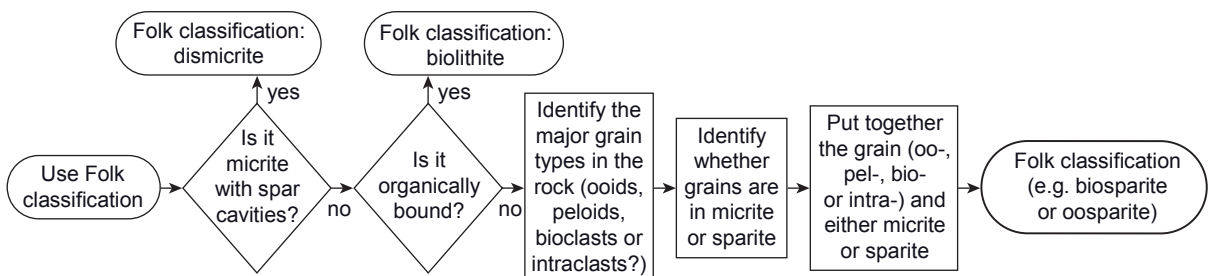 Use Folk
classification
Is it
micrite
with spar
cavities?
yes
Folk classification:
dismicrite
no
Is it
organically
bound?
yes
Folk classification:
biolithite
no
Identify the
major grain
types in the
rock (ooids,
peloids,
bioclasts or
intraclasts?)
Identify
whether
grains are
in micrite
or sparite
Put together
the grain (oo-,
pel-, bio-
or intra-) and
either micrite
or sparite
Folk classification
(e.g. biosparite
or oosparite)